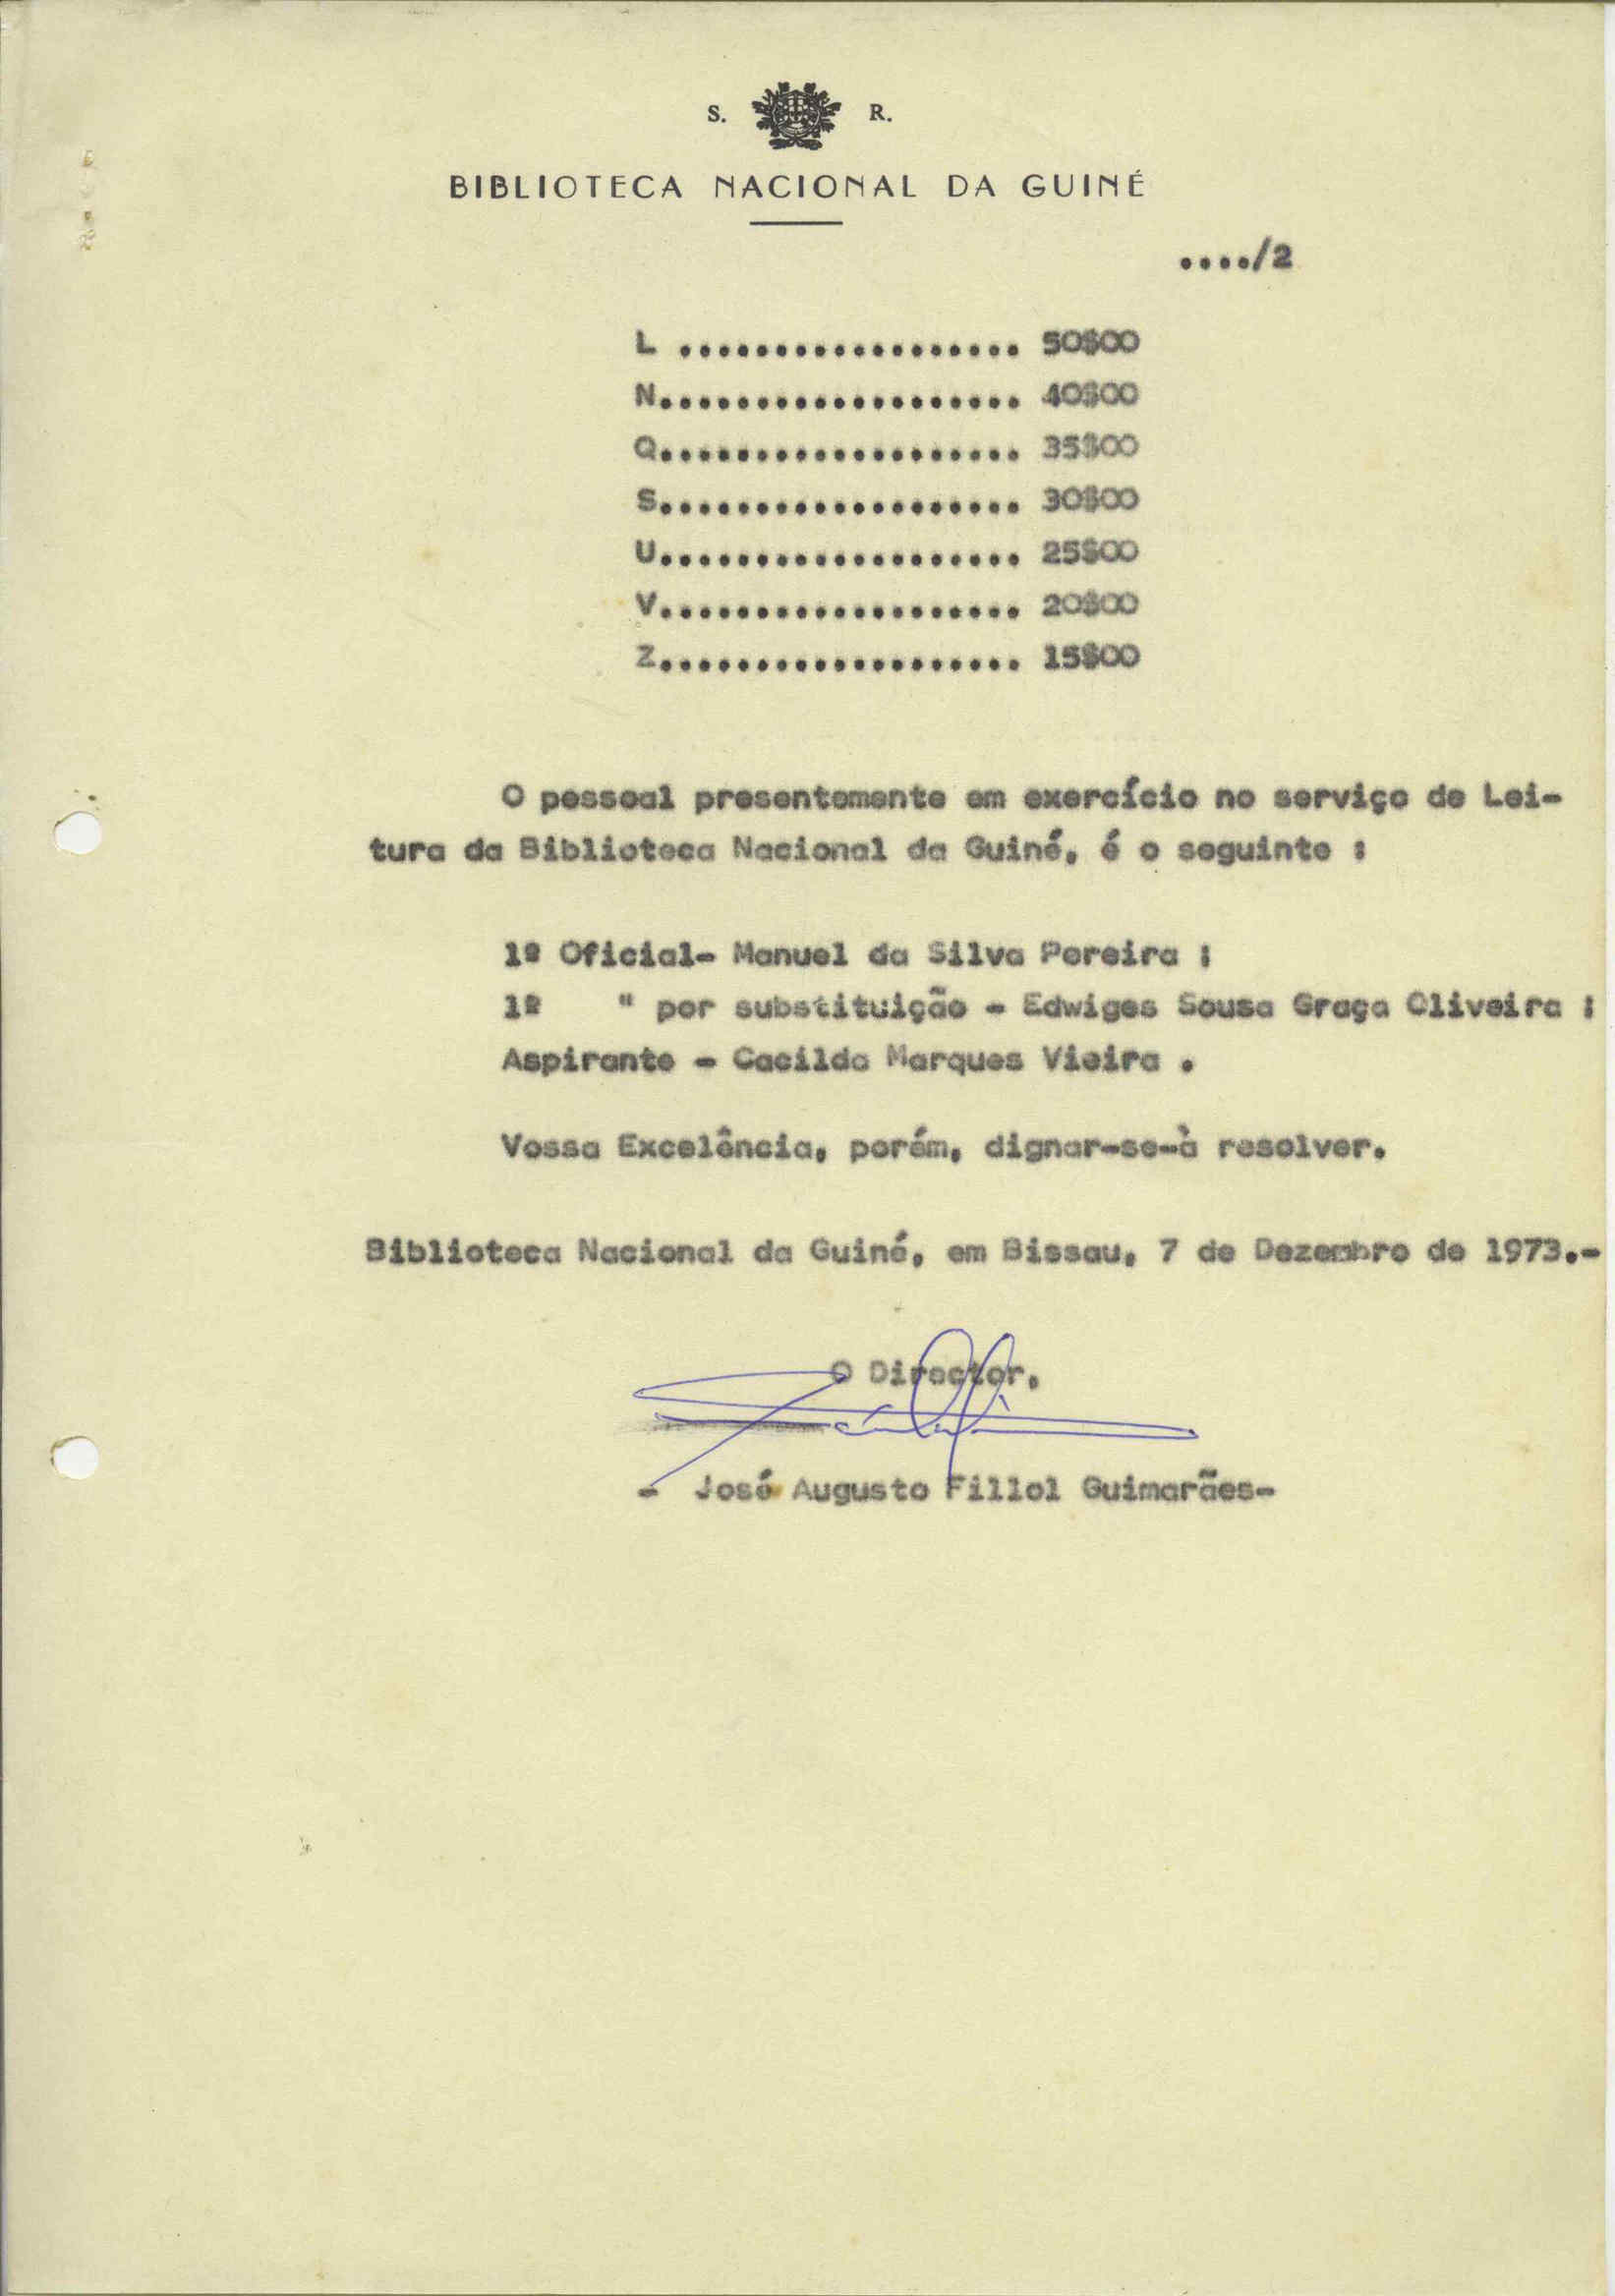 S. R.
BIBLIOTECA NACIONAL DA GUINÉ
..../2
L .................. 50$00
N................... 40$00
Q................... 35$00
S................... 30$00
U................... 25$00
V................... 20$00
Z................... 15$00
O pessoal presentemente em exercício no serviço de Lei-
tura da Biblioteca Nacional da Guiné, é o seguinte :
1º Oficial- Manuel da Silva Pereira ;
1º " por substituição - Edwiges Sousa Graça Oliveira ;
Aspirante - Cacilda Marques Vieira .
Vossa Excelência, porém, dignar-se-à resolver.
Biblioteca Nacional da Guiné, em Bissau, 7 de Dezembro de 1973.-
O Director,
- José Augusto Fillol Guimarães-